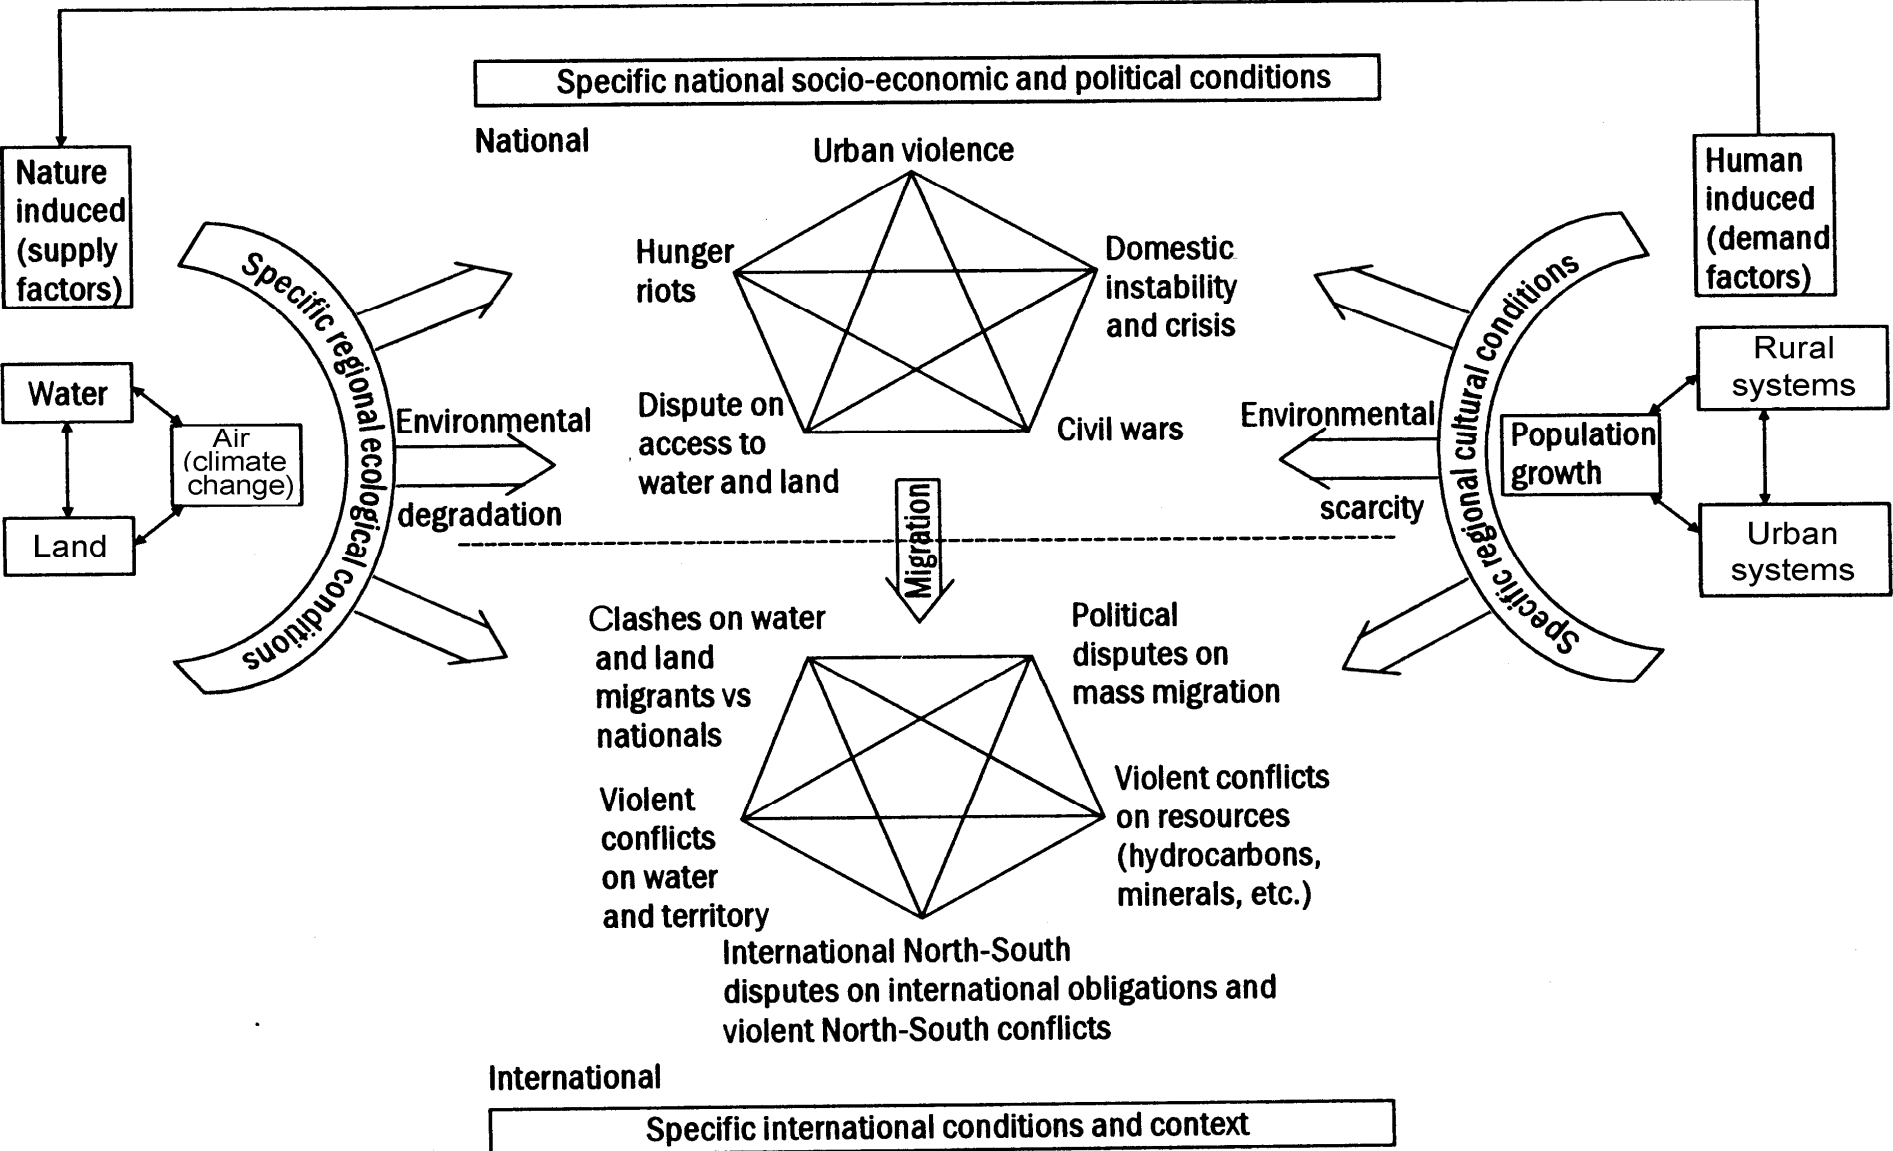 Specific national socio-economic and political conditions
National
Nature
induced
(supply
factors)
Water
Air
(climate
change)
Land
Specific regional ecological conditions
Environmental
degradation
Urban violence
Hunger
riots
Domestic
instability
and crisis
Dispute on
access to
water and land
Civil wars
Migration
Environmental
scarcity
Specific regional cultural conditions
Human
induced
(demand
factors)
Rural
systems
Population
growth
Urban
systems
Clashes on water
and land
migrants vs
nationals
Political
disputes on
mass migration
Violent
conflicts
on water
and territory
Violent conflicts
on resources
(hydrocarbons,
minerals, etc.)
International North-South
disputes on international obligations and
violent North-South conflicts
International
Specific international conditions and context